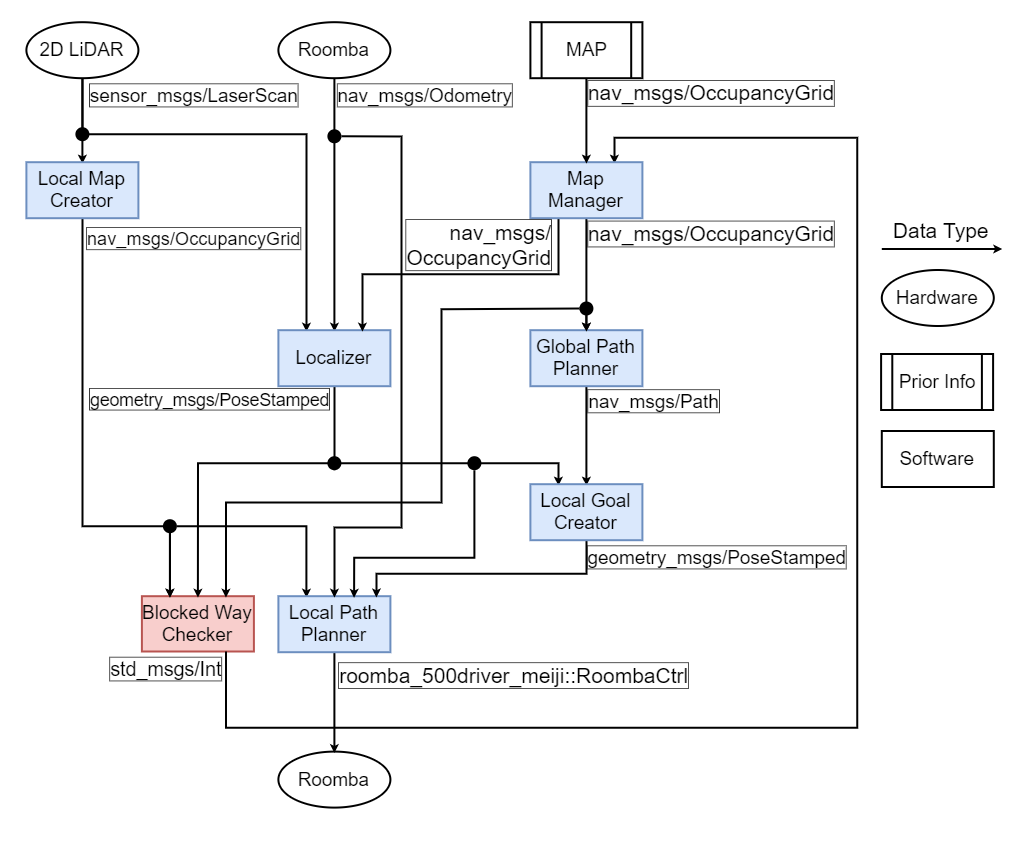 2D LiDAR
Roomba
MAP
sensor_msgs/LaserScan
nav_msgs/Odometry
nav_msgs/OccupancyGrid
Local Map
Creator
Map
Manager
nav_msgs/OccupancyGrid
nav_msgs/
OccupancyGrid
nav_msgs/OccupancyGrid
Data Type
Hardware
Localizer
Global Path
Planner
Prior Info
geometry_msgs/PoseStamped
nav_msgs/Path
Software
Local Goal
Creator
geometry_msgs/PoseStamped
Blocked Way
Checker
Local Path
Planner
std_msgs/Int
roomba_500driver_meiji::RoombaCtrl
Roomba